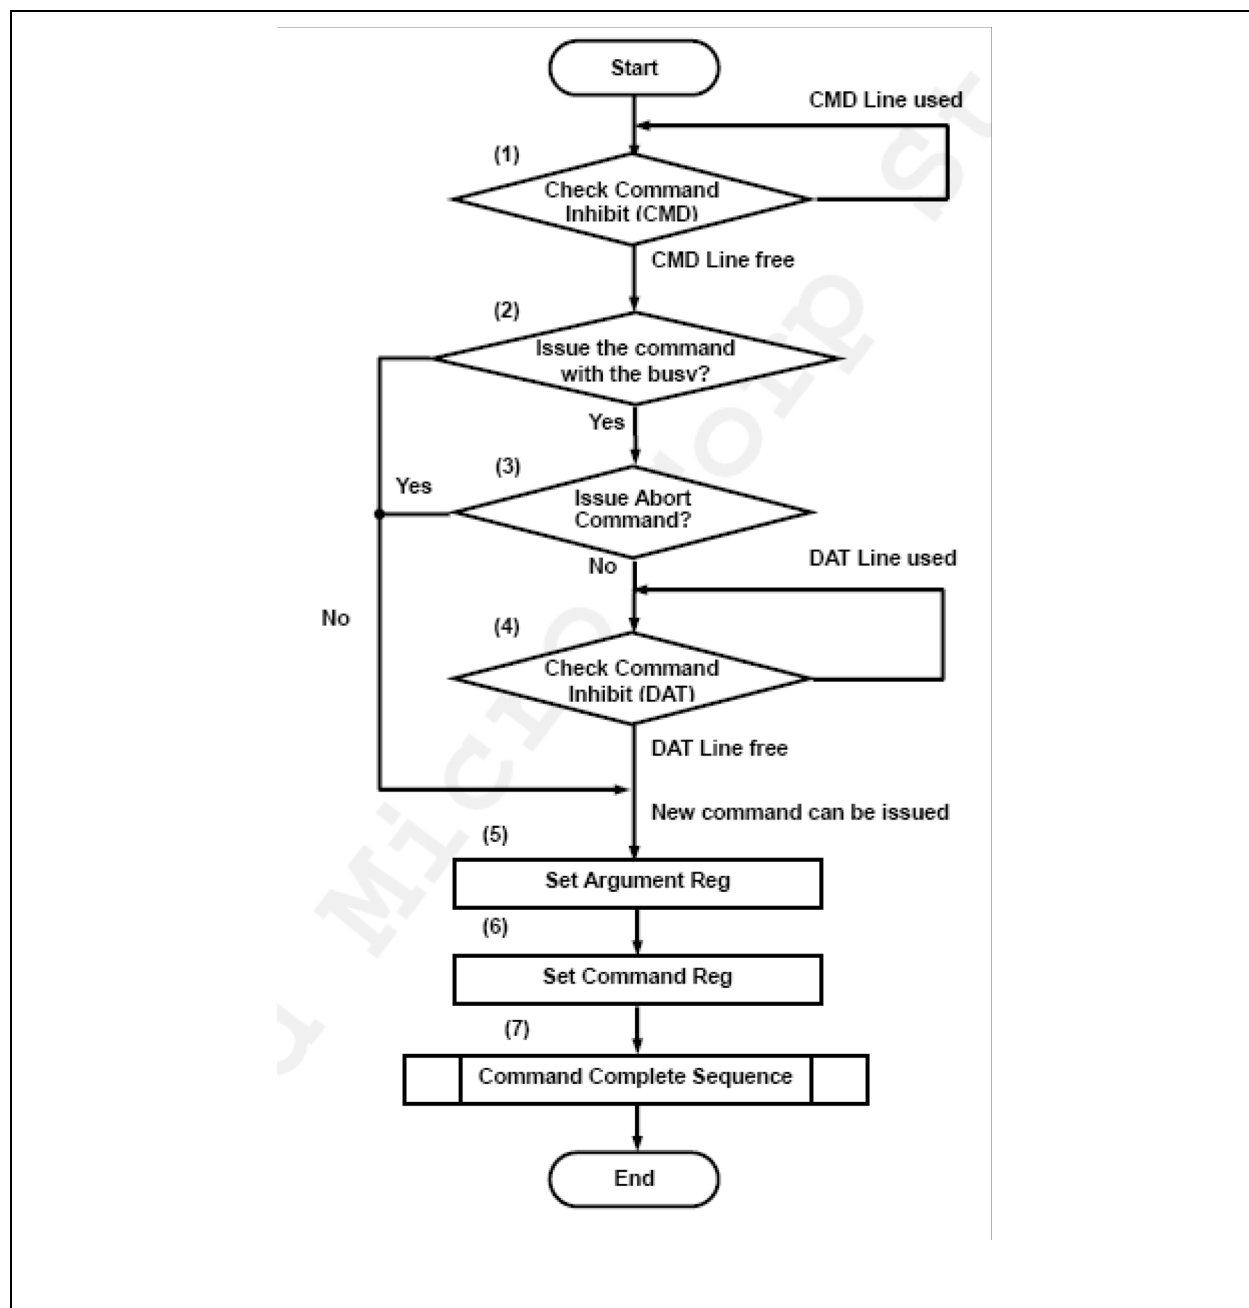 Start
CMD Line used
(1)
Check Command
Inhibit (CMD)
CMD Line free
(2)
Issue the command
with the busv?
Yes
(3)
Yes
Issue Abort
Command?
No
DAT Line used
No
(4)
Check Command
Inhibit (DAT)
DAT Line free
New command can be issued
(5)
Set Argument Reg
(6)
Set Command Reg
(7)
Command Complete Sequence
End